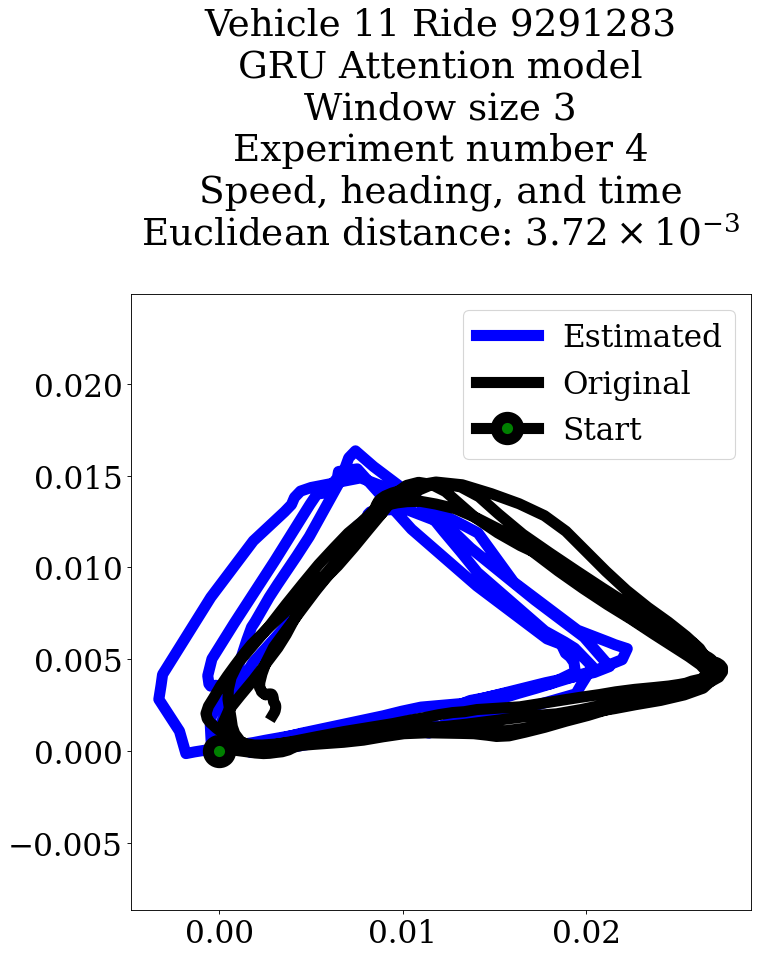 Vehicle 11 Ride 9291283
GRU Attention model
Window size 3
Experiment number 4
Speed, heading, and time
Euclidean distance: 3.72 × 10⁻³
Estimated
Original
Start
0.020
0.015
0.010
0.005
0.000
−0.005
0.00 0.01 0.02